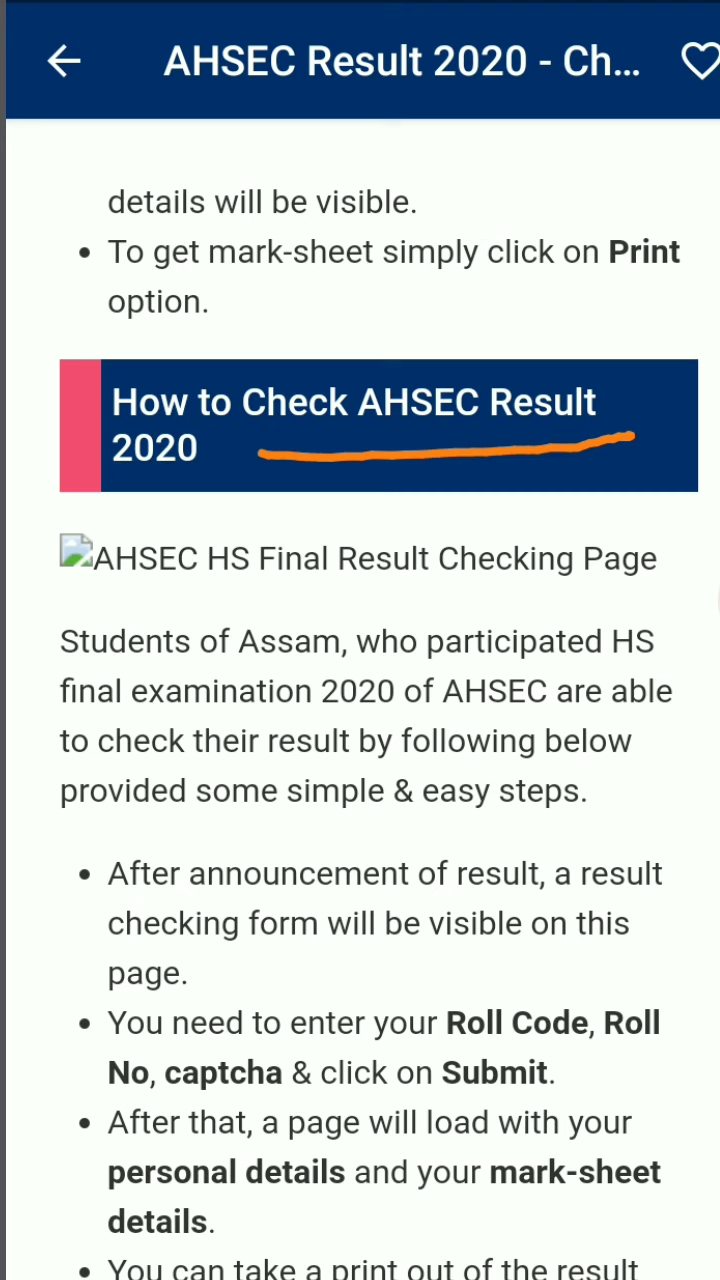 AHSEC Result 2020 - Ch...
details will be visible.
• To get mark-sheet simply click on Print
option.
How to Check AHSEC Result
2020
AHSEC HS Final Result Checking Page
Students of Assam, who participated HS
final examination 2020 of AHSEC are able
to check their result by following below
provided some simple & easy steps.
• After announcement of result, a result
checking form will be visible on this
page.
• You need to enter your Roll Code, Roll
No, captcha & click on Submit.
• After that, a page will load with your
personal details and your mark-sheet
details.
• You can take a print out of the result